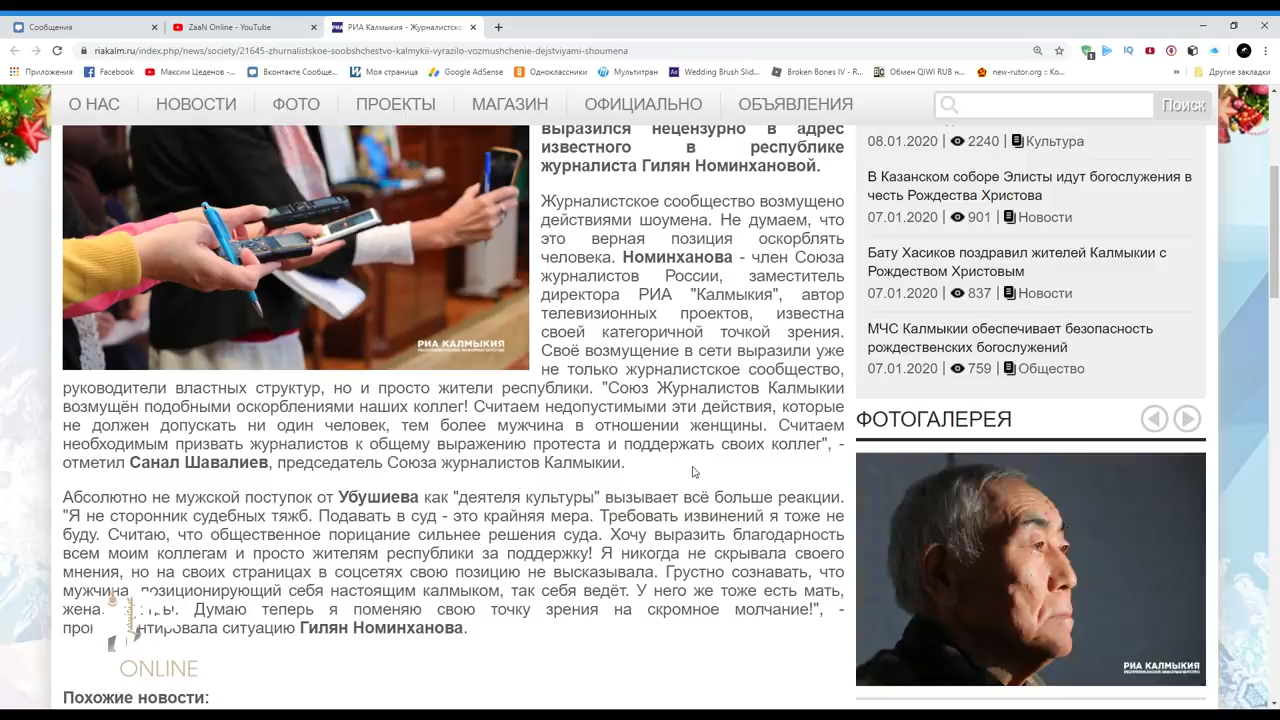 Сообщения
ZaaN Online - YouTube
РИА Калмыкия - Журналистско
riakalm.ru/index.php/news/society/21645-zhurnalistskoe-soobshchestvo-kalmykii-vyrazilo-vozmushchenie-dejstviyami-shoumena
Приложения
Facebook
Максим Цеденов -...
Вконтакте Сообще...
Моя страница
Google AdSense
Одноклассники
Мультитран
Wedding Brush Slid...
Broken Bones IV - R...
Обмен QIWI RUB н...
new-rutor.org :: Ко...
»
Другие закладки
О НАС
НОВОСТИ
ФОТО
ПРОЕКТЫ
МАГАЗИН
ОФИЦИАЛЬНО
ОБЪЯВЛЕНИЯ
Поиск
выразился нецензурно в адрес
известного в республике
журналиста Гилян Номинхановой.
Журналистское сообщество возмущено
действиями шоумена. Не думаем, что
это верная позиция оскорблять
человека. Номинханова - член Союза
журналистов России, заместитель
директора РИА "Калмыкия", автор
телевизионных проектов, известна
своей категоричной точкой зрения.
Своё возмущение в сети выразили уже
не только журналистское сообщество,
руководители властных структур, но и просто жители республики. "Союз Журналистов Калмыкии
возмущён подобными оскорблениями наших коллег! Считаем недопустимыми эти действия, которые
не должен допускать ни один человек, тем более мужчина в отношении женщины. Считаем
необходимым призвать журналистов к общему выражению протеста и поддержать своих коллег", -
отметил Санал Шавалиев, председатель Союза журналистов Калмыкии.
Абсолютно не мужской поступок от Убушиева как "деятеля культуры" вызывает всё больше реакции.
"Я не сторонник судебных тяжб. Подавать в суд - это крайняя мера. Требовать извинений я тоже не
буду. Считаю, что общественное порицание сильнее решения суда. Хочу выразить благодарность
всем моим коллегам и просто жителям республики за поддержку! Я никогда не скрывала своего
мнения, но на своих страницах в соцсетях свою позицию не высказывала. Грустно сознавать, что
мужчина, позиционирующий себя настоящим калмыком, так себя ведёт. У него же тоже есть мать,
жена Думаю теперь я поменяю свою точку зрения на скромное молчание!", -
ситуацию Гилян Номинханова.
ONLINE
Похожие новости:
РИА КАЛМЫКИЯ
08.01.2020 | 2240 | Культура
В Казанском соборе Элисты идут богослужения в
честь Рождества Христова
07.01.2020 | 901 | Новости
Бату Хасиков поздравил жителей Калмыкии с
Рождеством Христовым
07.01.2020 | 837 | Новости
МЧС Калмыкии обеспечивает безопасность
рождественских богослужений
07.01.2020 | 759 | Общество
ФОТОГАЛЕРЕЯ
РИА КАЛМЫКИЯ